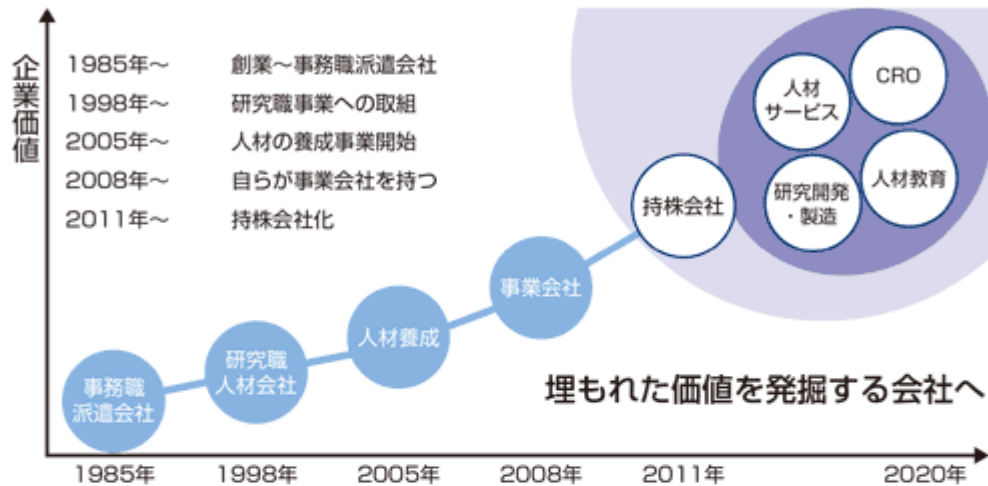 企業価値
1985年～ 創業～事務職派遣会社
1998年～ 研究職事業への取組
2005年～ 人材の養成事業開始
2008年～ 自らが事業会社を持つ
2011年～ 持株会社化
事務職
派遣会社
研究職
人材会社
人材養成
事業会社
持株会社
人材
サービス
CRO
研究開発
・製造
人材教育
埋もれた価値を発掘する会社へ
1985年 1998年 2005年 2008年 2011年 2020年